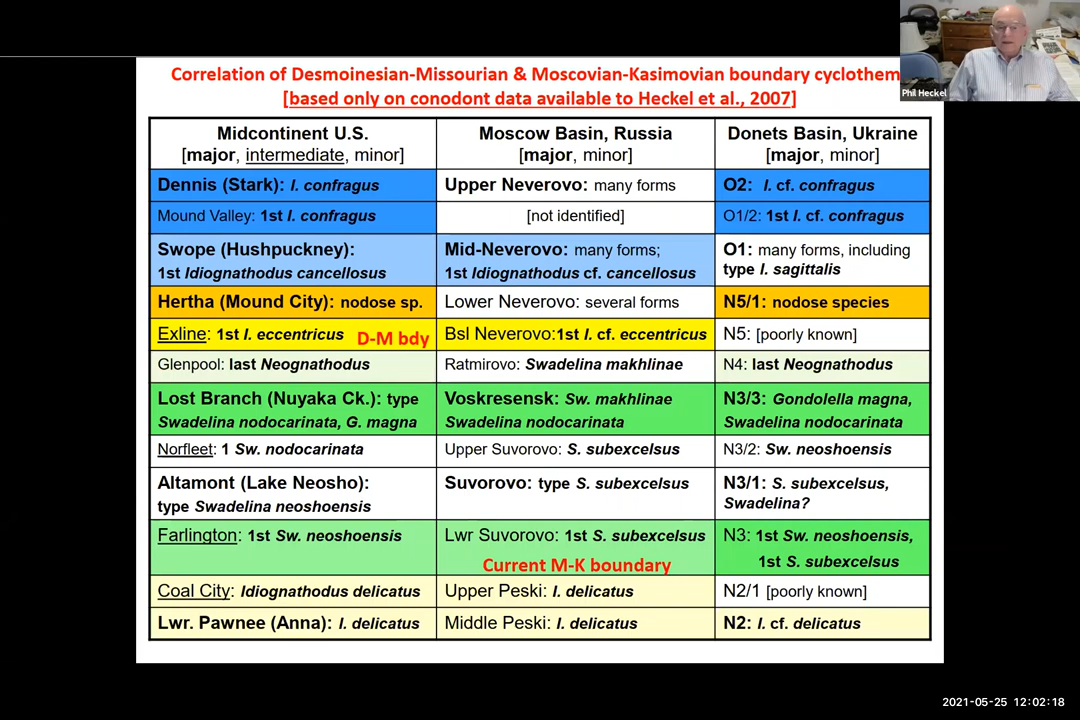 Correlation of Desmoinesian-Missourian & Moscovian-Kasimovian boundary cyclothem
[based only on conodont data available to Heckel et al., 2007]
Phil Heckel
Midcontinent U.S.
[major, intermediate, minor]
Moscow Basin, Russia
[major, minor]
Donets Basin, Ukraine
[major, minor]
Dennis (Stark): I. confragus
Upper Neverovo: many forms
O2: I. cf. confragus
Mound Valley: 1st I. confragus
[not identified]
O1/2: 1st I. cf. confragus
Swope (Hushpuckney):
1st Idiognathodus cancellosus
Mid-Neverovo: many forms;
1st Idiognathodus cf. cancellosus
O1: many forms, including
type I. sagittalis
Hertha (Mound City): nodose sp.
Lower Neverovo: several forms
N5/1: nodose species
Exline: 1st I. eccentricus D-M bdy
Bsl Neverovo:1st I. cf. eccentricus
N5: [poorly known]
Glenpool: last Neognathodus
Ratmirovo: Swadelina makhlinae
N4: last Neognathodus
Lost Branch (Nuyaka Ck.): type
Swadelina nodocarinata, G. magna
Voskresensk: Sw. makhlinae
Swadelina nodocarinata
N3/3: Gondolella magna,
Swadelina nodocarinata
Norfleet: 1 Sw. nodocarinata
Upper Suvorovo: S. subexcelsus
N3/2: Sw. neoshoensis
Altamont (Lake Neosho):
type Swadelina neoshoensis
Suvorovo: type S. subexcelsus
N3/1: S. subexcelsus,
Swadelina?
Farlington: 1st Sw. neoshoensis
Lwr Suvorovo: 1st S. subexcelsus
Current M-K boundary
N3: 1st Sw. neoshoensis,
1st S. subexcelsus
Coal City: Idiognathodus delicatus
Upper Peski: I. delicatus
N2/1 [poorly known]
Lwr. Pawnee (Anna): I. delicatus
Middle Peski: I. delicatus
N2: I. cf. delicatus
2021-05-25 12:02:18